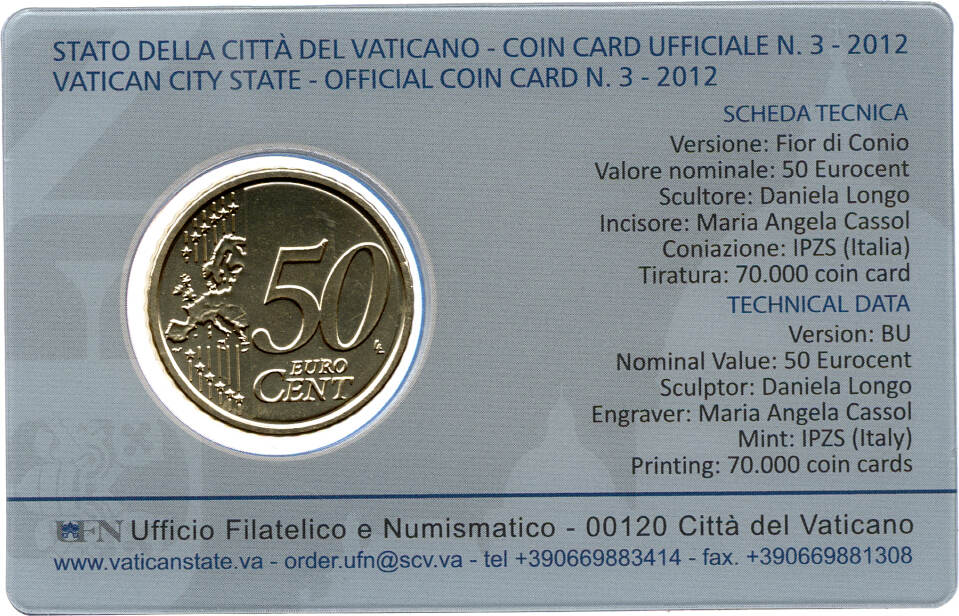 STATO DELLA CITTÀ DEL VATICANO - COIN CARD UFFICIALE N. 3 - 2012
VATICAN CITY STATE - OFFICIAL COIN CARD N. 3 - 2012
SCHEDA TECNICA
Versione: Fior di Conio
Valore nominale: 50 Eurocent
Scultore: Daniela Longo
Incisore: Maria Angela Cassol
Coniazione: IPZS (Italia)
Tiratura: 70.000 coin card
TECHNICAL DATA
Version: BU
Nominal Value: 50 Eurocent
Sculptor: Daniela Longo
Engraver: Maria Angela Cassol
Mint: IPZS (Italy)
Printing: 70.000 coin cards
50
EURO
CENT
UFN Ufficio Filatelico e Numismatico - 00120 Città del Vaticano
www.vaticanstate.va - order.ufn@scv.va - tel +390669883414 - fax. +390669881308